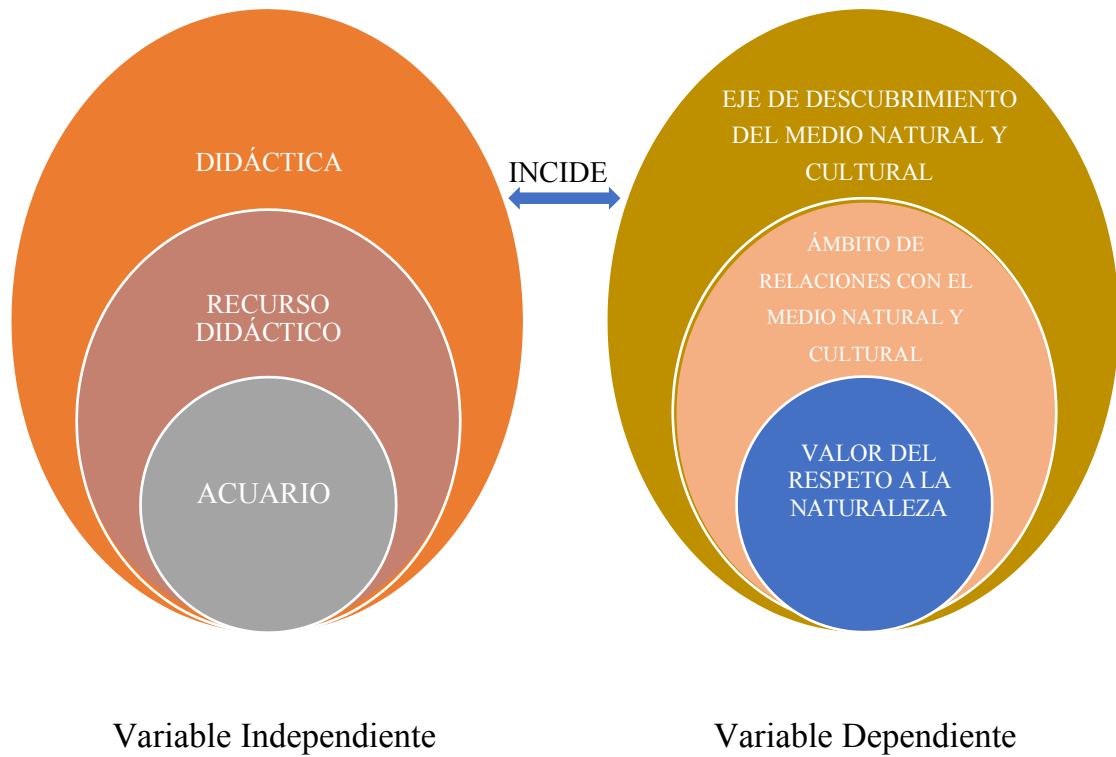 DIDÁCTICA
RECURSO
DIDÁCTICO
ACUARIO
INCIDE
EJE DE DESCUBRIMIENTO
DEL MEDIO NATURAL Y
CULTURAL
ÁMBITO DE
RELACIONES CON EL
MEDIO NATURAL Y
CULTURAL
VALOR DEL
RESPETO A LA
NATURALEZA
Variable Independiente
Variable Dependiente